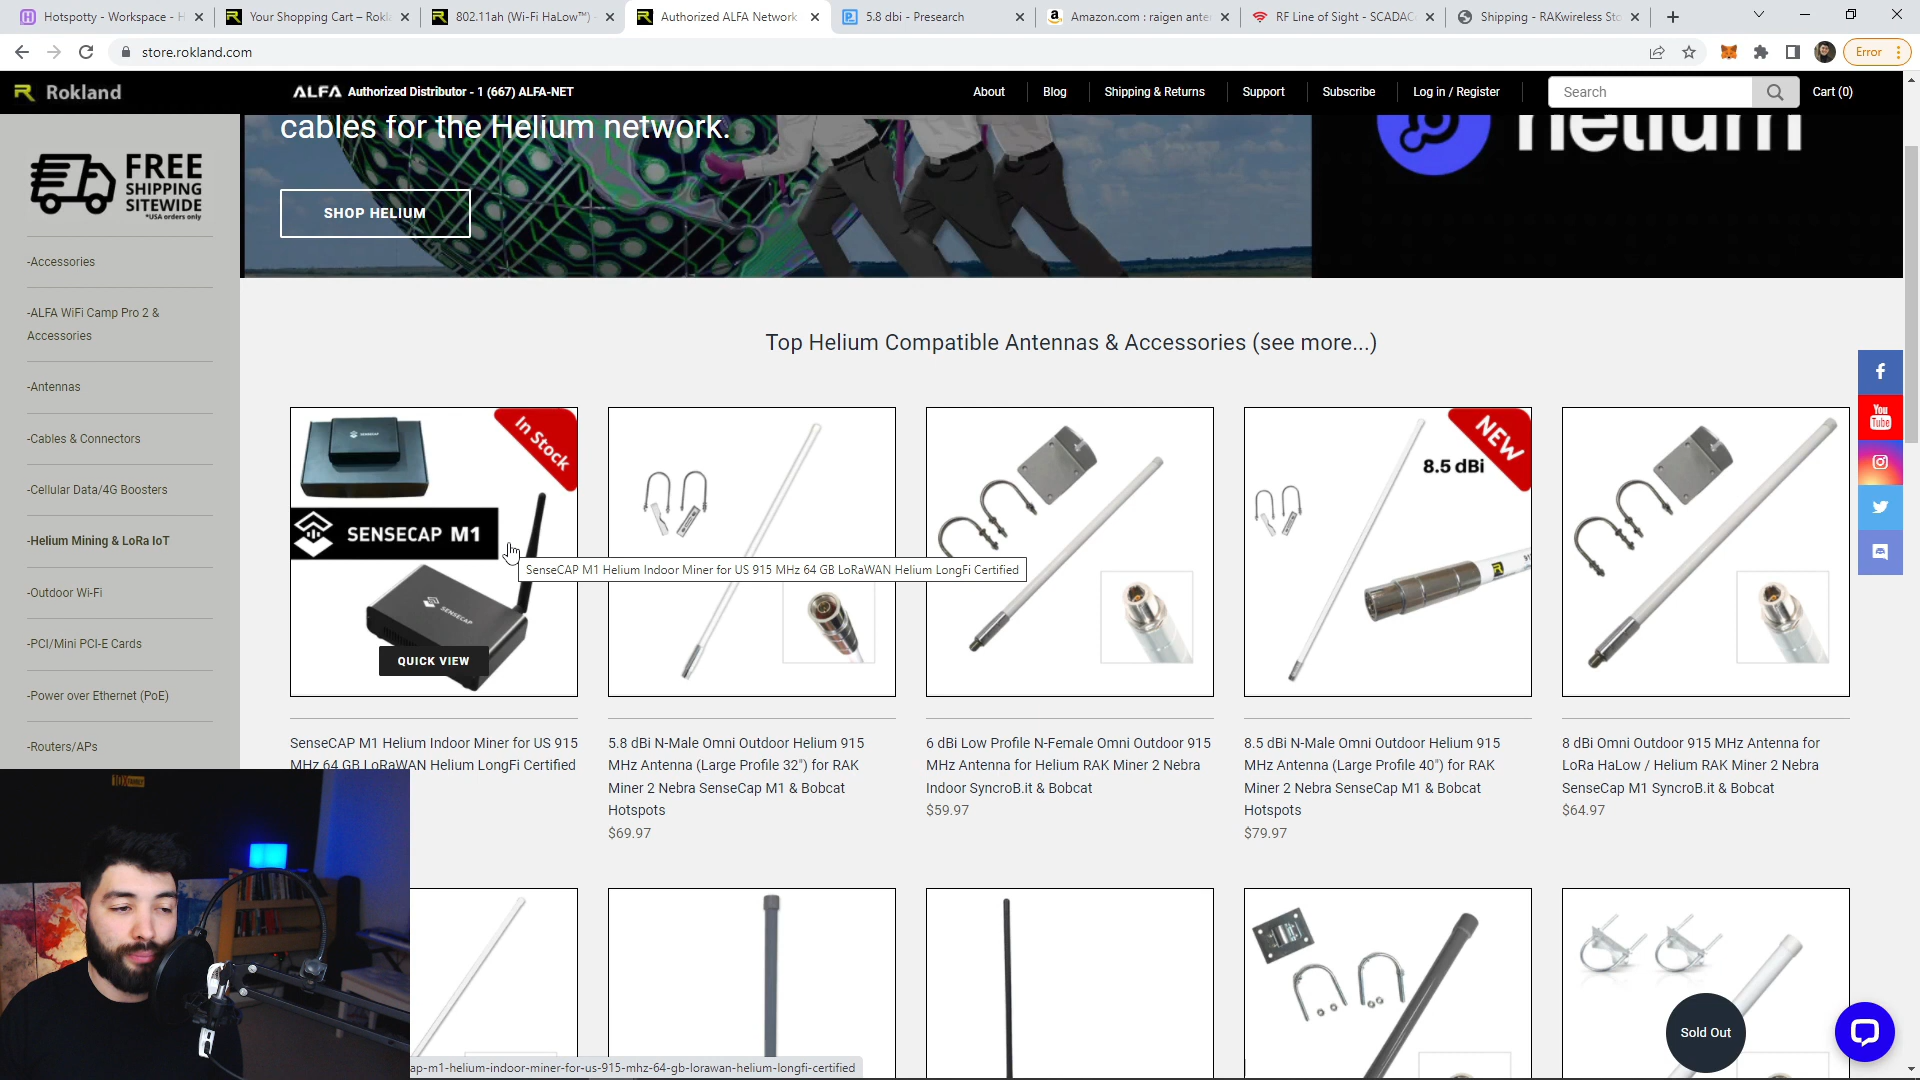 Hotspotty - Workspace - H
Your Shopping Cart – Rokla
802.11ah (Wi-Fi HaLow™) -
Authorized ALFA Network
5.8 dbi - Presearch
Amazon.com : raigen ante
RF Line of Sight - SCADAC
Shipping - RAKwireless Sto
store.rokland.com
Error
Rokland
ALFA Authorized Distributor - 1 (667) ALFA-NET
About
Blog
Shipping & Returns
Support
Subscribe
Log in / Register
Search
Cart (0)
cables for the Helium network.
SHOP HELIUM
helium
FREE
SHIPPING
SITEWIDE
*USA orders only
-Accessories
-ALFA WiFi Camp Pro 2 &
Accessories
-Antennas
-Cables & Connectors
-Cellular Data/4G Boosters
-Helium Mining & LoRa IoT
-Outdoor Wi-Fi
-PCI/Mini PCI-E Cards
-Power over Ethernet (PoE)
-Routers/APs
Top Helium Compatible Antennas & Accessories (see more...)
In Stock
SENSECAP M1
SENSECAP
QUICK VIEW
SenseCAP M1 Helium Indoor Miner for US 915 MHz 64 GB LoRaWAN Helium LongFi Certified
8.5 dBi
NEW
You
Tube
SenseCAP M1 Helium Indoor Miner for US 915
MHz 64 GB LoRaWAN Helium LongFi Certified
5.8 dBi N-Male Omni Outdoor Helium 915
MHz Antenna (Large Profile 32") for RAK
Miner 2 Nebra SenseCap M1 & Bobcat
Hotspots
$69.97
6 dBi Low Profile N-Female Omni Outdoor 915
MHz Antenna for Helium RAK Miner 2 Nebra
Indoor SyncroB.it & Bobcat
$59.97
8.5 dBi N-Male Omni Outdoor Helium 915
MHz Antenna (Large Profile 40") for RAK
Miner 2 Nebra SenseCap M1 & Bobcat
Hotspots
$79.97
8 dBi Omni Outdoor 915 MHz Antenna for
LoRa HaLow / Helium RAK Miner 2 Nebra
SenseCap M1 SyncroB.it & Bobcat
$64.97
Sold Out
ap-m1-helium-indoor-miner-for-us-915-mhz-64-gb-lorawan-helium-longfi-certified